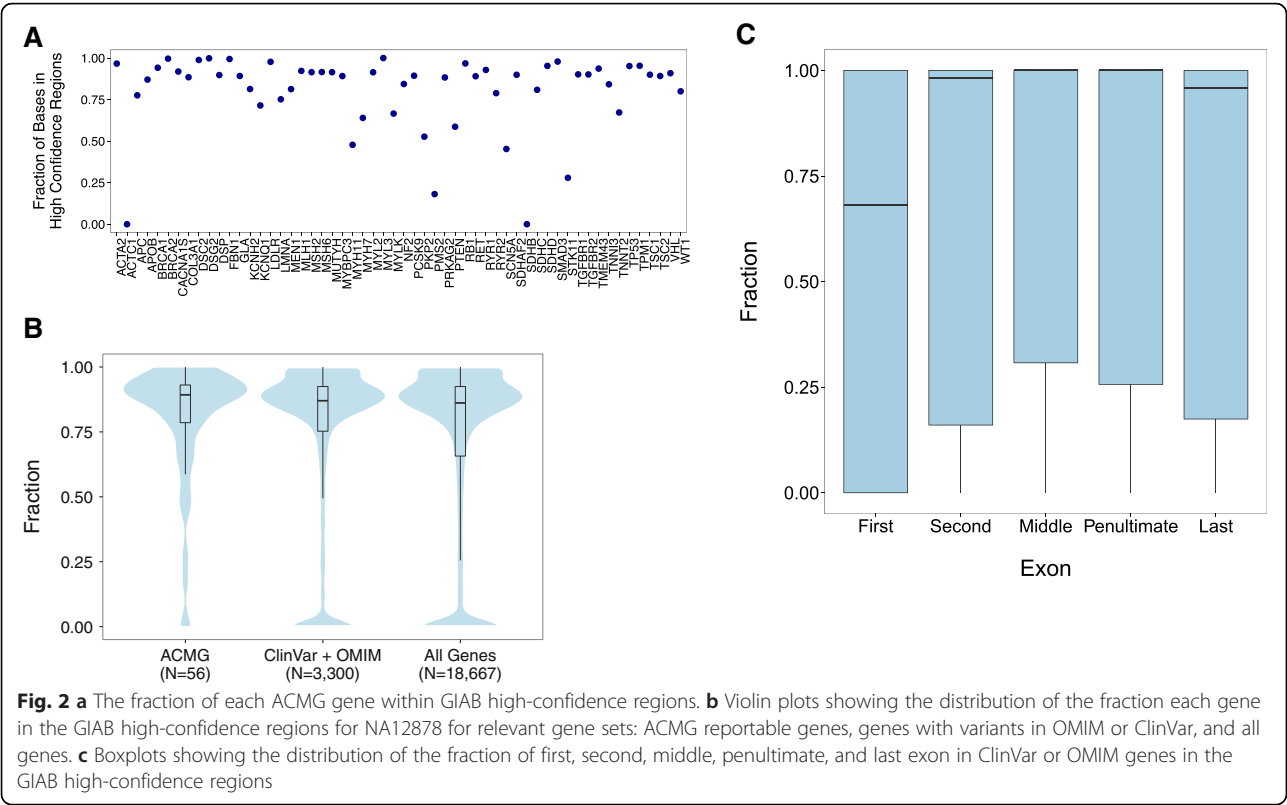 A
Fraction of Bases in
High Confidence Regions
1.00
0.75
0.50
0.25
0.00
ACTA2
ACTC1
APC
APOB
BRCA1
BRCA2
CACNA1S
COL3A1
DSC2
DSG2
DSP
FBN1
GLA
KCNH2
KCNQ1
LDLR
LMNA
MEN1
MLH1
MSH2
MSH6
MUTYH
MYBPC3
MYH11
MYH7
MYL2
MYL3
MYLK
NF2
PCSK9
PKP2
PMS2
PRKAG2
PTEN
RB1
RET
RYR1
RYR2
SCN5A
SDHAF2
SDHB
SDHC
SDHD
SMAD3
STK11
TGFBR1
TGFBR2
TMEM43
TNNI3
TNNT2
TP53
TPM1
TSC1
TSC2
VHL
WT1
B
Fraction
1.00
0.75
0.50
0.25
0.00
ACMG
(N=56)
ClinVar + OMIM
(N=3,300)
All Genes
(N=18,667)
C
Fraction
1.00
0.75
0.50
0.25
0.00
First
Second
Middle
Penultimate
Last
Exon
Fig. 2 a The fraction of each ACMG gene within GIAB high-confidence regions. b Violin plots showing the distribution of the fraction each gene
in the GIAB high-confidence regions for NA12878 for relevant gene sets: ACMG reportable genes, genes with variants in OMIM or ClinVar, and all
genes. c Boxplots showing the distribution of the fraction of first, second, middle, penultimate, and last exon in ClinVar or OMIM genes in the
GIAB high-confidence regions